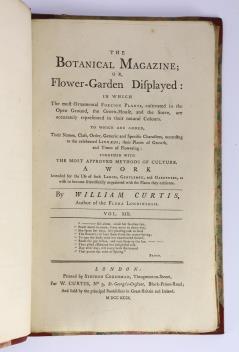 THE
BOTANICAL MAGAZINE;
OR,
Flower-Garden Displayed:
IN WHICH
The most Ornamental FOREIGN PLANTS, cultivated in the
Open Ground, the Green-House, and the Stove, are
accurately represented in their natural Colours.
TO WHICH ARE ADDED,
Their Names, Class, Order, Generic and Specific Characters, according
to the celebrated LINNÆUS; their Places of Growth,
and Times of Flowering:
TOGETHER WITH
THE MOST APPROVED METHODS OF CULTURE.
A WORK
Intended for the Use of such LADIES, GENTLEMEN, and GARDENERS, as
wish to become scientifically acquainted with the Plants they cultivate.
By WILLIAM CURTIS,
Author of the FLORA LONDINENSIS.
VOL. XIII.
LONDON:
Printed by STEPHEN COUCHMAN, Throgmorton-Street,
For W. CURTIS, No 3, St. George's-Crescent, Black-Friars-Road;
And Sold by the principal Booksellers in Great-Britain and Ireland.
M DCC XCIX.